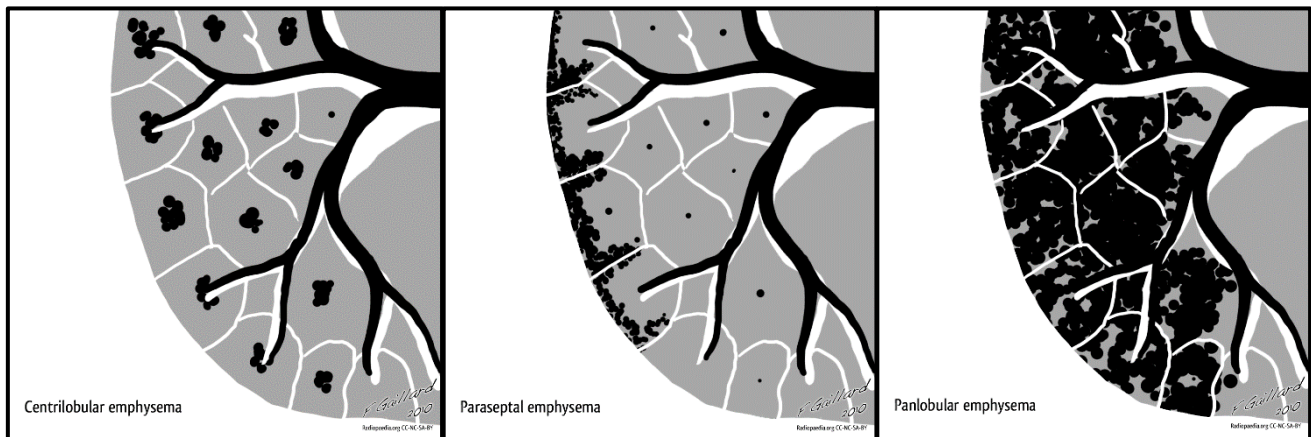 Centrilobular emphysema
F Gaillard
2010
Radiopaedia.org CC-NC-SA-BY
Paraseptal emphysema
F Gaillard
2010
Radiopaedia.org CC-NC-SA-BY
Panlobular emphysema
F Gaillard
2010
Radiopaedia.org CC-NC-SA-BY